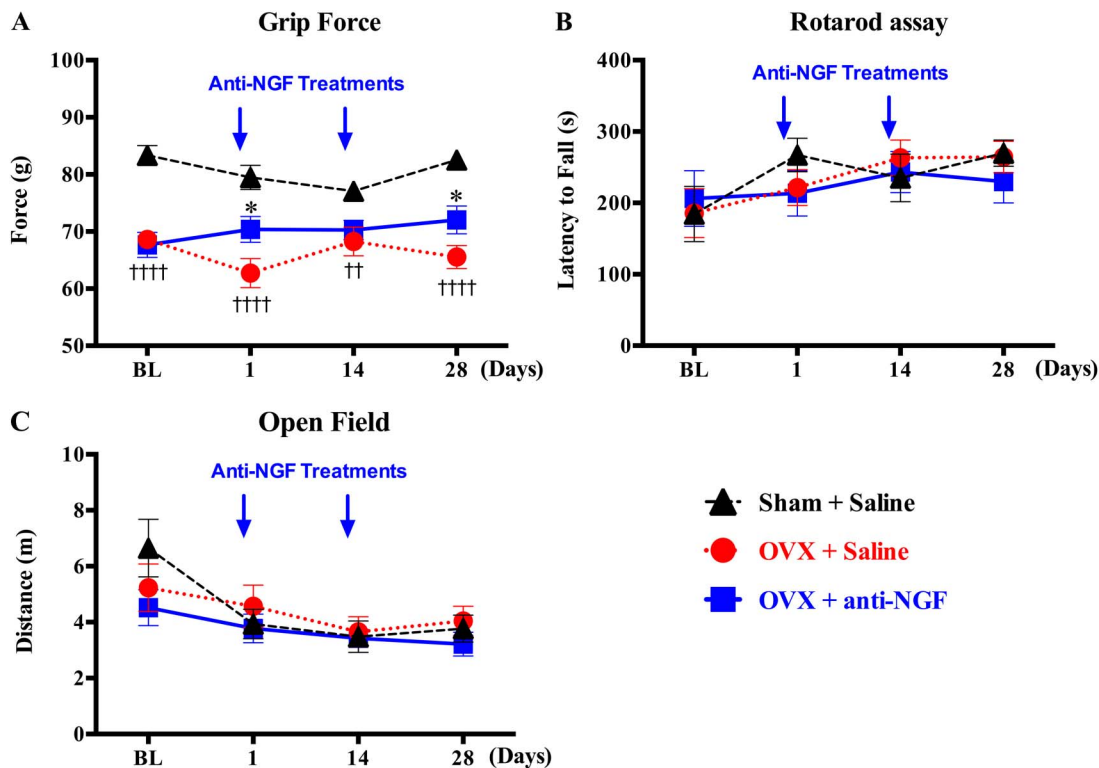 A
Grip Force
100
90
80
70
60
50
Force (g)
Anti-NGF Treatments
*
*
††††
††††
††
††††
BL
1
14
28
(Days)
B
Rotarod assay
400
300
200
100
0
Latency to Fall (s)
Anti-NGF Treatments
BL
1
14
28
(Days)
C
Open Field
10
8
6
4
2
0
Distance (m)
Anti-NGF Treatments
BL
1
14
28
(Days)
Sham + Saline
OVX + Saline
OVX + anti-NGF